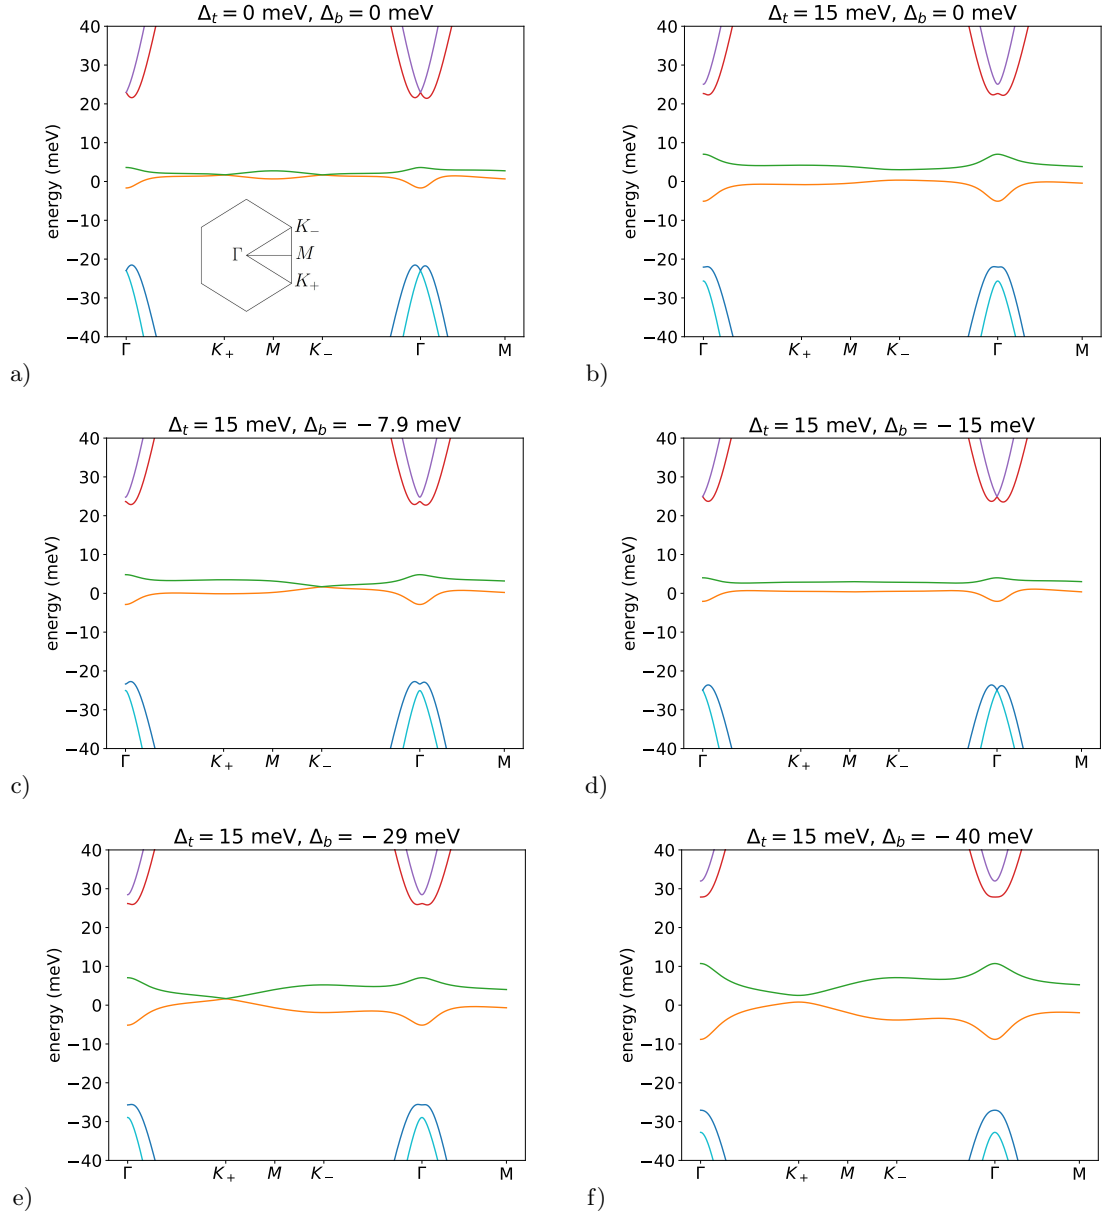 Δt = 0 meV, Δb = 0 meV
energy (meV)
40
30
20
10
0
−10
−20
−30
−40
Γ
K−
M
K+
Γ K+ M K− Γ M
a)
Δt = 15 meV, Δb = 0 meV
energy (meV)
40
30
20
10
0
−10
−20
−30
−40
Γ K+ M K− Γ M
b)
Δt = 15 meV, Δb = −7.9 meV
energy (meV)
40
30
20
10
0
−10
−20
−30
−40
Γ K+ M K− Γ M
c)
Δt = 15 meV, Δb = −15 meV
energy (meV)
40
30
20
10
0
−10
−20
−30
−40
Γ K+ M K− Γ M
d)
Δt = 15 meV, Δb = −29 meV
energy (meV)
40
30
20
10
0
−10
−20
−30
−40
Γ K+ M K− Γ M
e)
Δt = 15 meV, Δb = −40 meV
energy (meV)
40
30
20
10
0
−10
−20
−30
−40
Γ K+ M K− Γ M
f)